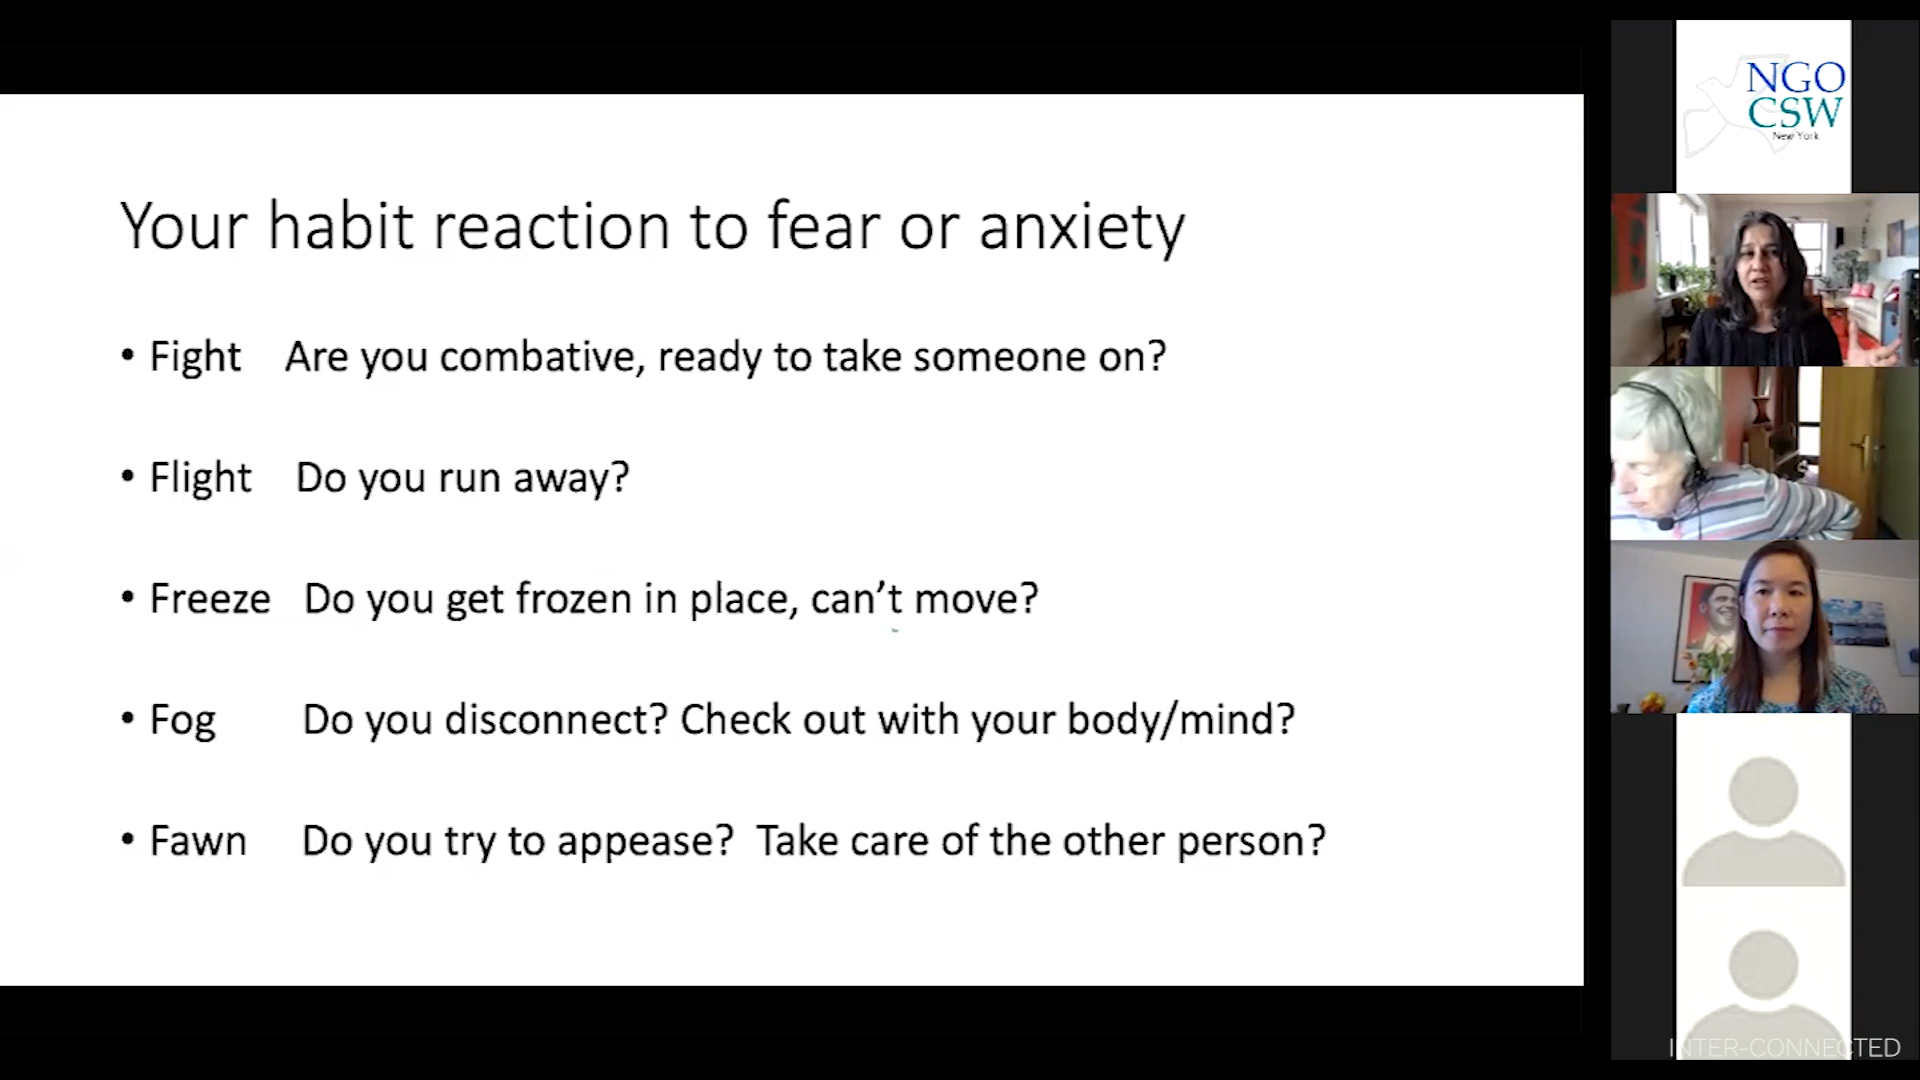 Your habit reaction to fear or anxiety
• Fight Are you combative, ready to take someone on?
• Flight Do you run away?
• Freeze Do you get frozen in place, can’t move?
• Fog Do you disconnect? Check out with your body/mind?
• Fawn Do you try to appease? Take care of the other person?
NGO
CSW
New York
INTER-CONNECTED